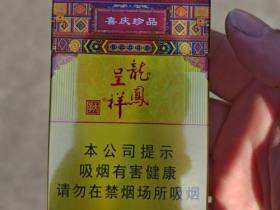 喜庆珍品
龍鳳
呈祥
本公司提示
吸烟有害健康
请勿在禁烟场所吸烟